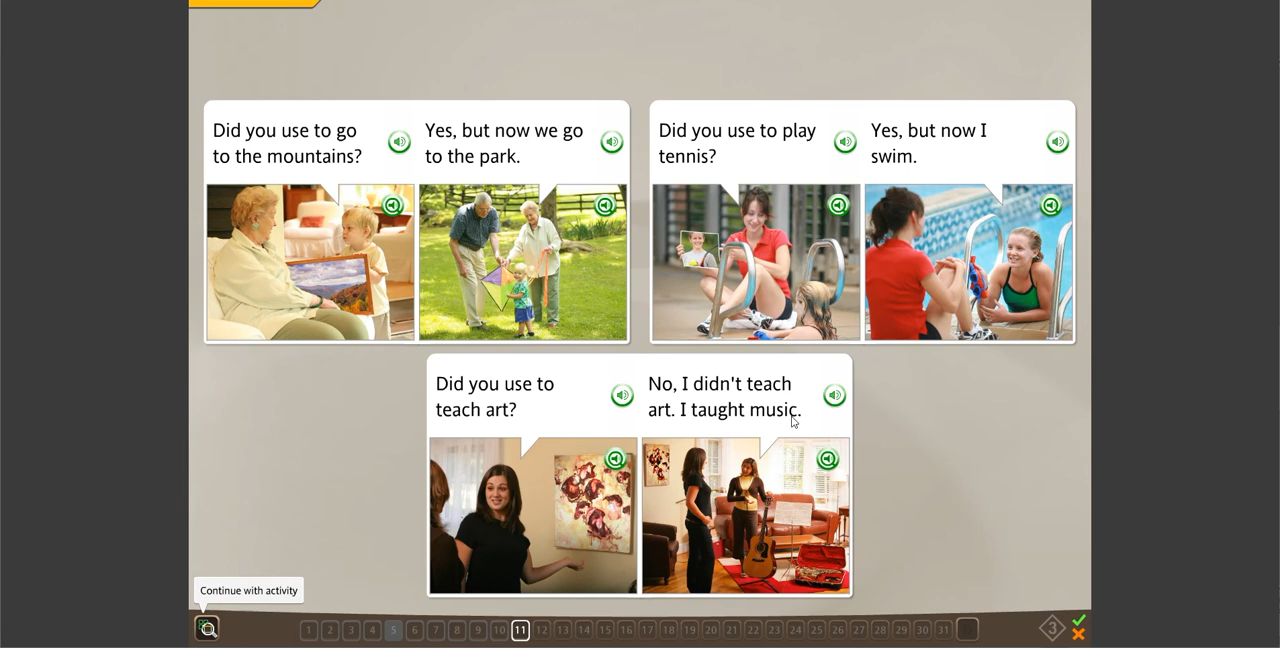 Did you use to go
to the mountains?
Yes, but now we go
to the park.
Did you use to play
tennis?
Yes, but now I
swim.
Did you use to
teach art?
No, I didn't teach
art. I taught music.
Continue with activity
1 2 3 4 5 6 7 8 9 10 11 12 13 14 15 16 17 18 19 20 21 22 23 24 25 26 27 28 29 30 31
3